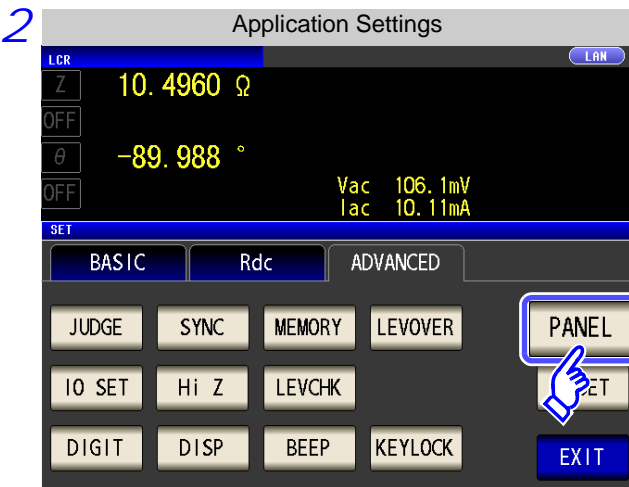 2
Application Settings
LCR
LAN
Z 10.4960 Ω
OFF
θ -89.988 °
OFF
Vac 106.1mV
Iac 10.11mA
SET
BASIC Rdc ADVANCED
JUDGE SYNC MEMORY LEVOVER PANEL
IO SET Hi Z LEVCHK
DIGIT DISP BEEP KEYLOCK EXIT